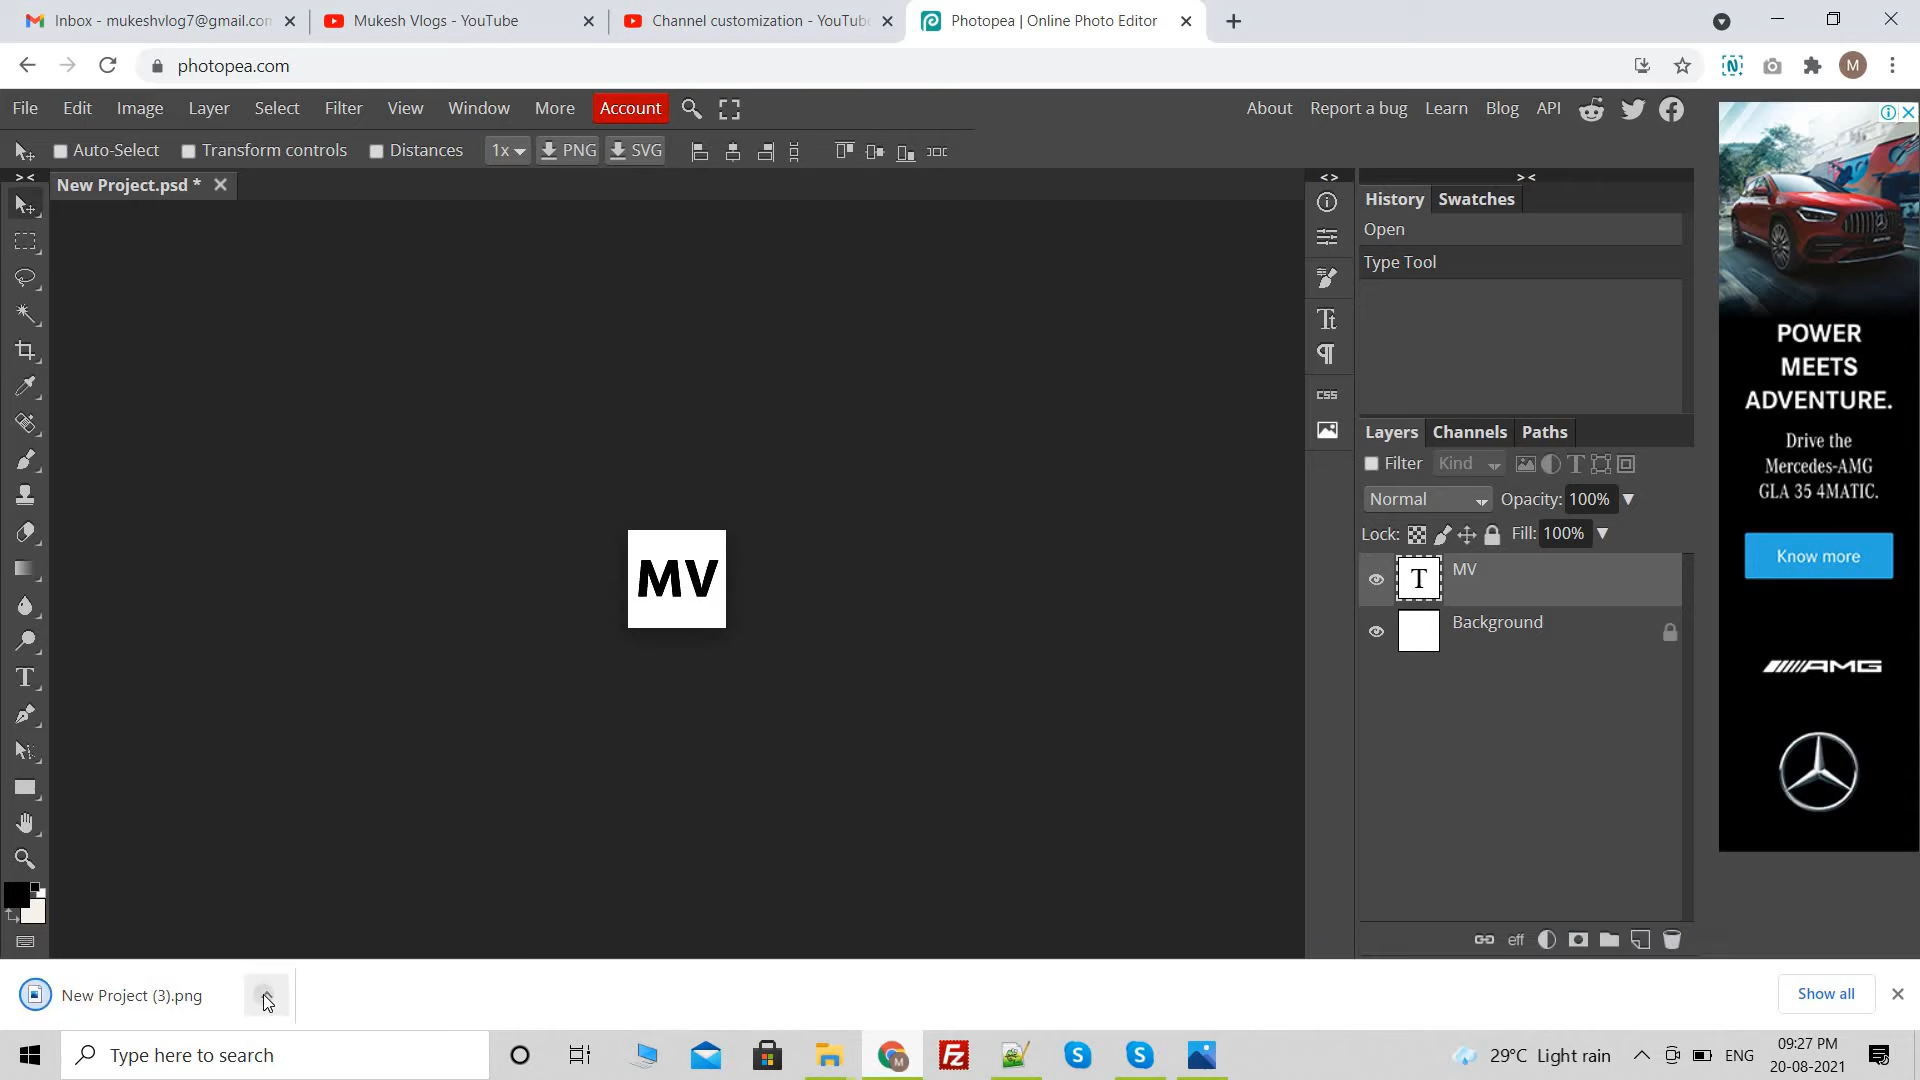 Inbox - mukeshvlog7@gmail.con
Mukesh Vlogs - YouTube
Channel customization - YouTube
Photopea | Online Photo Editor
photopea.com
M
File Edit Image Layer Select Filter View Window More Account
About Report a bug Learn Blog API
Auto-Select Transform controls Distances 1x PNG SVG
New Project.psd *
History Swatches
Open
Type Tool
CSS
MV
Layers Channels Paths
Filter Kind
Normal Opacity: 100%
Lock: Fill: 100%
T MV
Background
eff
POWER
MEETS
ADVENTURE.
Drive the
Mercedes-AMG
GLA 35 4MATIC.
Know more
AMG
New Project (3).png
Show all
Type here to search
29°C Light rain
ENG
09:27 PM
20-08-2021